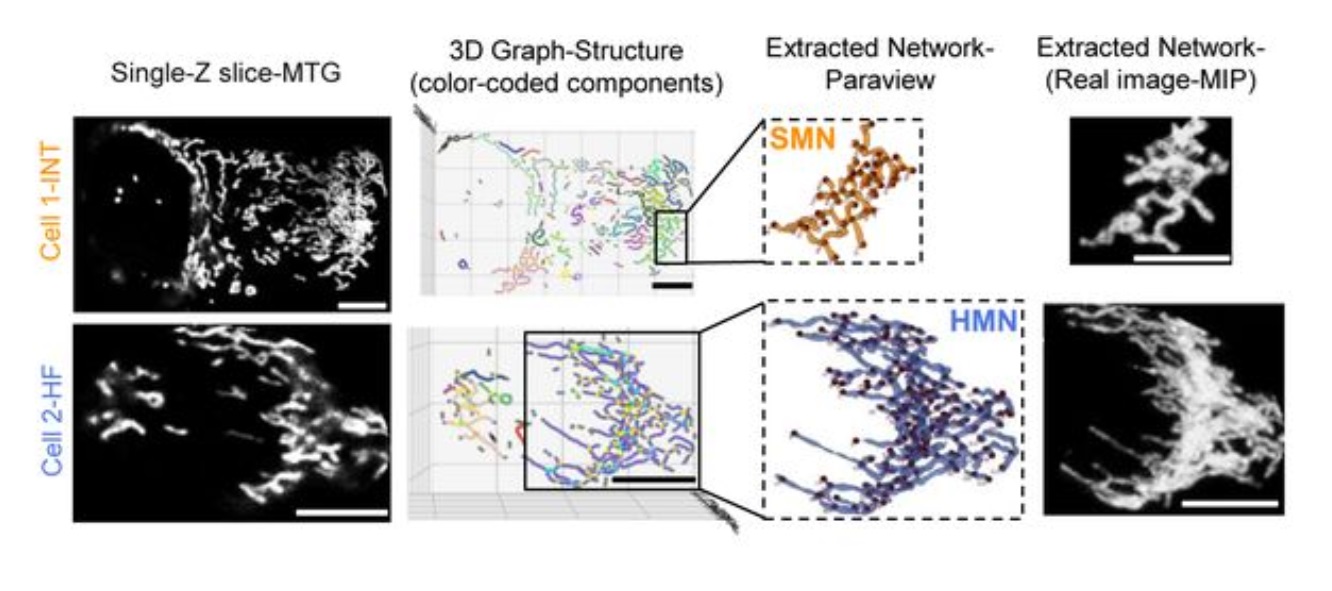 Single-Z slice-MTG
3D Graph-Structure
(color-coded components)
Extracted Network-
Paraview
Extracted Network-
(Real image-MIP)
Cell 1-INT
SMN
Cell 2-HF
HMN